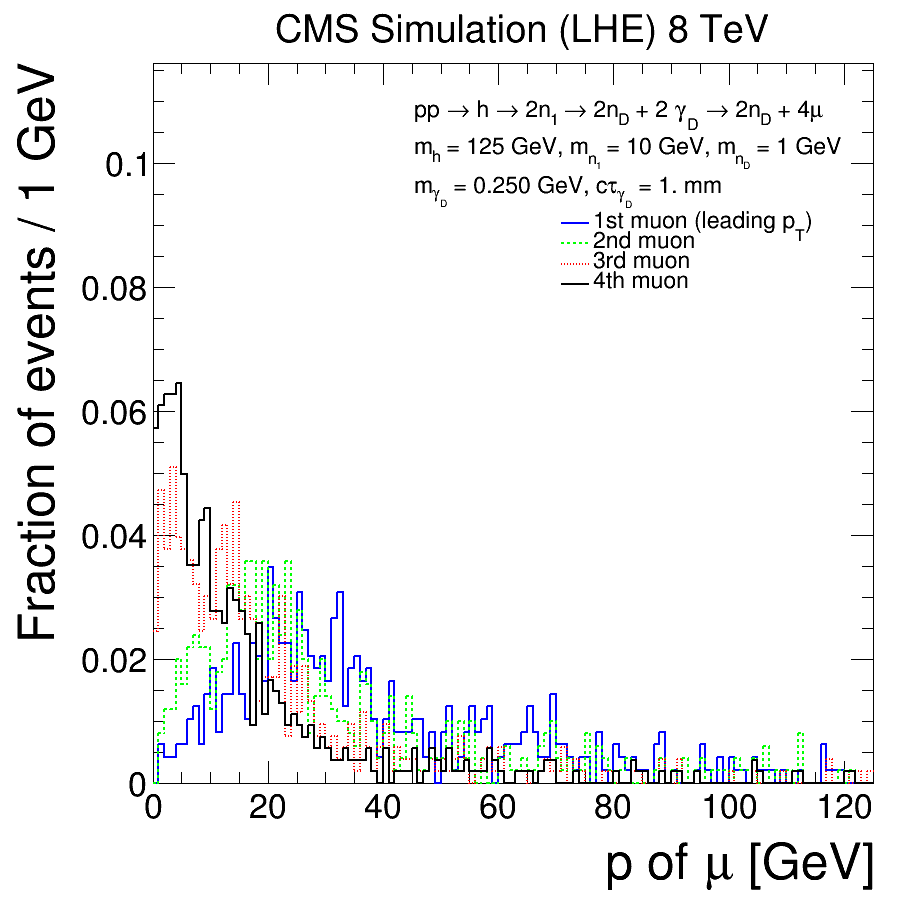 CMS Simulation (LHE) 8 TeV
Fraction of events / 1 GeV
pp → h → 2n1 → 2nD + 2 γD → 2nD + 4μ
mh = 125 GeV, mn1 = 10 GeV, mnD = 1 GeV
mγD = 0.250 GeV, cτγD = 1. mm
1st muon (leading pT)
2nd muon
3rd muon
4th muon
0.1
0.08
0.06
0.04
0.02
0
0 20 40 60 80 100 120
p of μ [GeV]